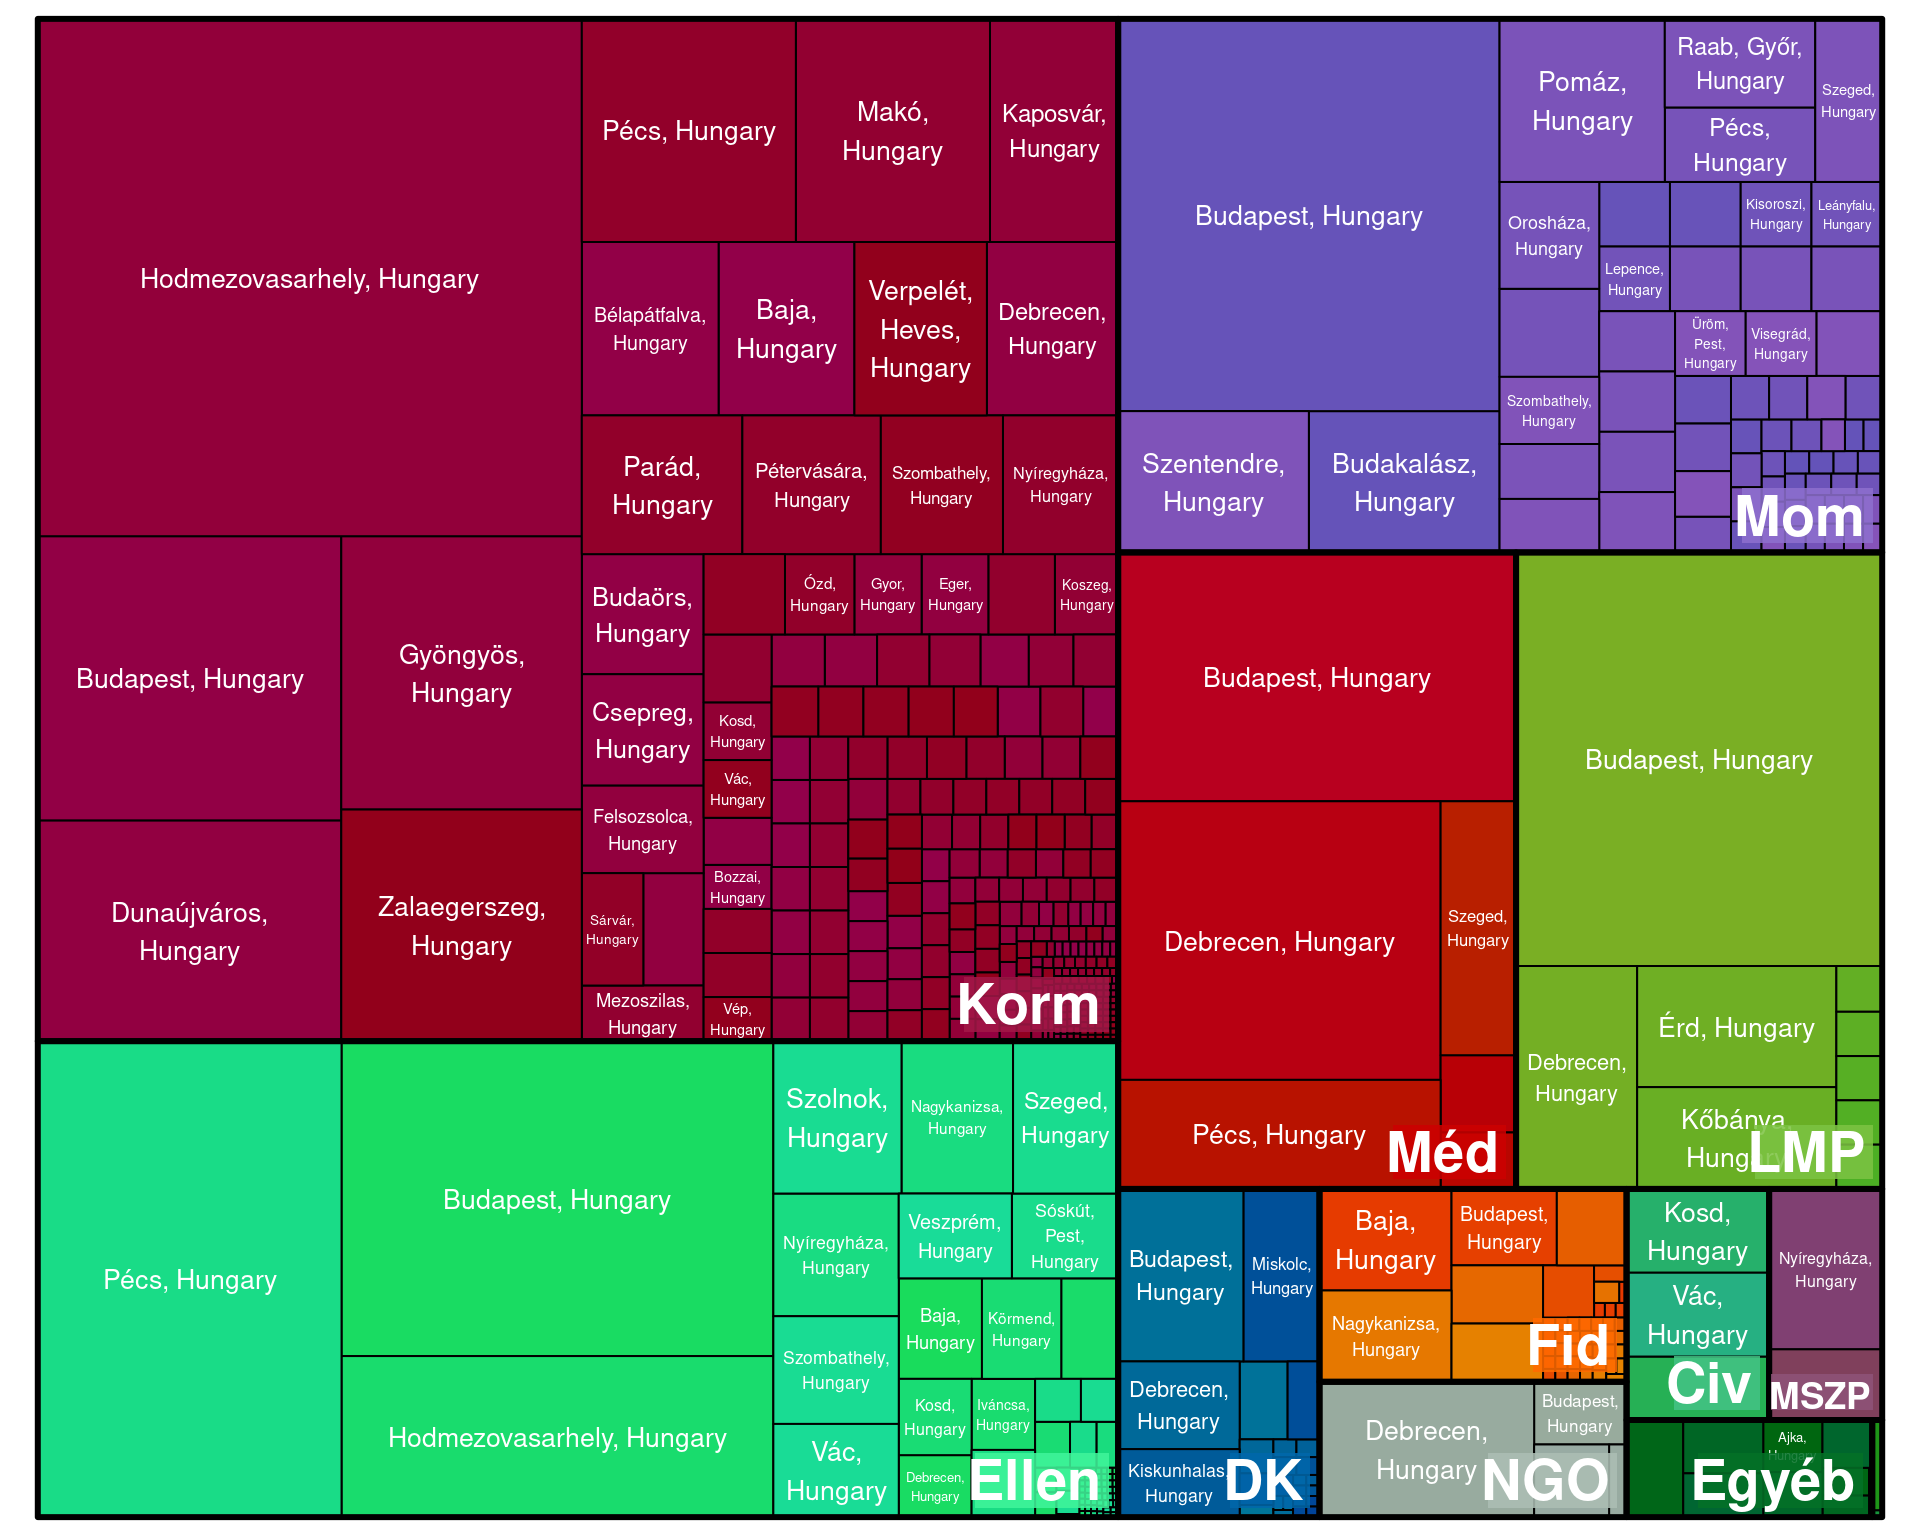 Hodmezovasarhely, Hungary
Pécs, Hungary
Makó,
Hungary
Kaposvár,
Hungary
Bélapátfalva,
Hungary
Baja,
Hungary
Verpelét,
Heves,
Hungary
Debrecen,
Hungary
Parád,
Hungary
Pétervására,
Hungary
Szombathely,
Hungary
Nyíregyháza,
Hungary
Budapest, Hungary
Gyöngyös,
Hungary
Dunaújváros,
Hungary
Zalaegerszeg,
Hungary
Budaörs,
Hungary
Ózd,
Hungary
Gyor,
Hungary
Eger,
Hungary
Koszeg,
Hungary
Csepreg,
Hungary
Kosd,
Hungary
Vác,
Hungary
Felsozsolca,
Hungary
Bozzai,
Hungary
Sárvár,
Hungary
Mezoszilas,
Hungary
Vép,
Hungary
Korm
Budapest, Hungary
Pomáz,
Hungary
Raab, Győr,
Hungary
Pécs,
Hungary
Szeged,
Hungary
Orosháza,
Hungary
Kisoroszi,
Hungary
Leányfalu,
Hungary
Lepence,
Hungary
Üröm,
Pest,
Hungary
Visegrád,
Hungary
Szombathely,
Hungary
Szentendre,
Hungary
Budakalász,
Hungary
Mom
Budapest, Hungary
Debrecen, Hungary
Szeged,
Hungary
Pécs, Hungary
Méd
Budapest, Hungary
Debrecen,
Hungary
Érd, Hungary
Kőbánya,
Hungary
LMP
Pécs, Hungary
Budapest, Hungary
Hodmezovasarhely, Hungary
Szolnok,
Hungary
Nagykanizsa,
Hungary
Szeged,
Hungary
Nyíregyháza,
Hungary
Veszprém,
Hungary
Sóskút,
Pest,
Hungary
Baja,
Hungary
Körmend,
Hungary
Szombathely,
Hungary
Kosd,
Hungary
Iváncsa,
Hungary
Vác,
Hungary
Debrecen,
Hungary
Ellen
Budapest,
Hungary
Miskolc,
Hungary
Debrecen,
Hungary
Kiskunhalas,
Hungary
DK
Baja,
Hungary
Budapest,
Hungary
Nagykanizsa,
Hungary
Fid
Debrecen,
Hungary
Budapest,
Hungary
NGO
Kosd,
Hungary
Vác,
Hungary
Civ
Nyíregyháza,
Hungary
MSZP
Ajka,
Hungary
Egyéb